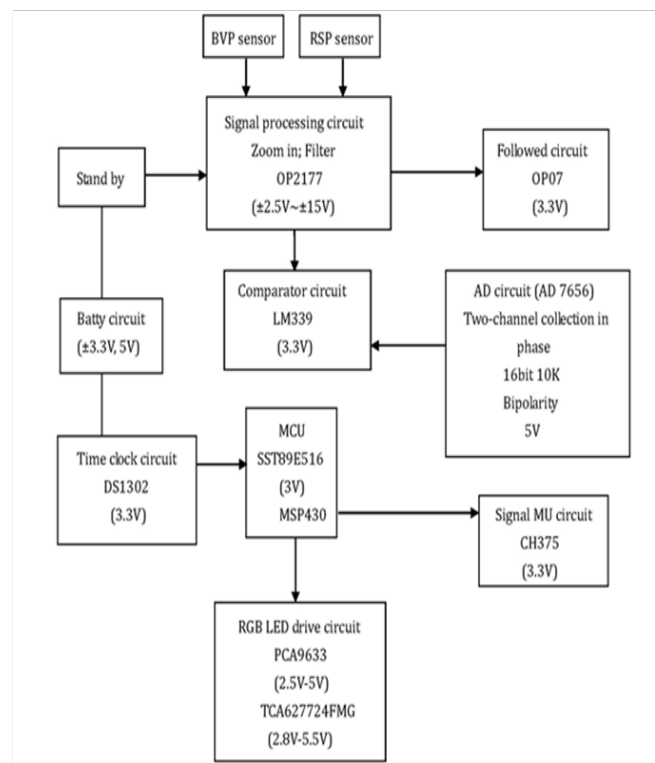 BVP sensor
RSP sensor
Signal processing circuit
Zoom in; Filter
OP2177
(±2.5V~±15V)
Followed circuit
OP07
(3.3V)
Stand by
Batty circuit
(±3.3V, 5V)
Comparator circuit
LM339
(3.3V)
AD circuit (AD 7656)
Two-channel collection in
phase
16bit 10K
Bipolarity
5V
Time clock circuit
DS1302
(3.3V)
MCU
SST89E516
(3V)
MSP430
Signal MU circuit
CH375
(3.3V)
RGB LED drive circuit
PCA9633
(2.5V-5V)
TCA627724FMG
(2.8V-5.5V)